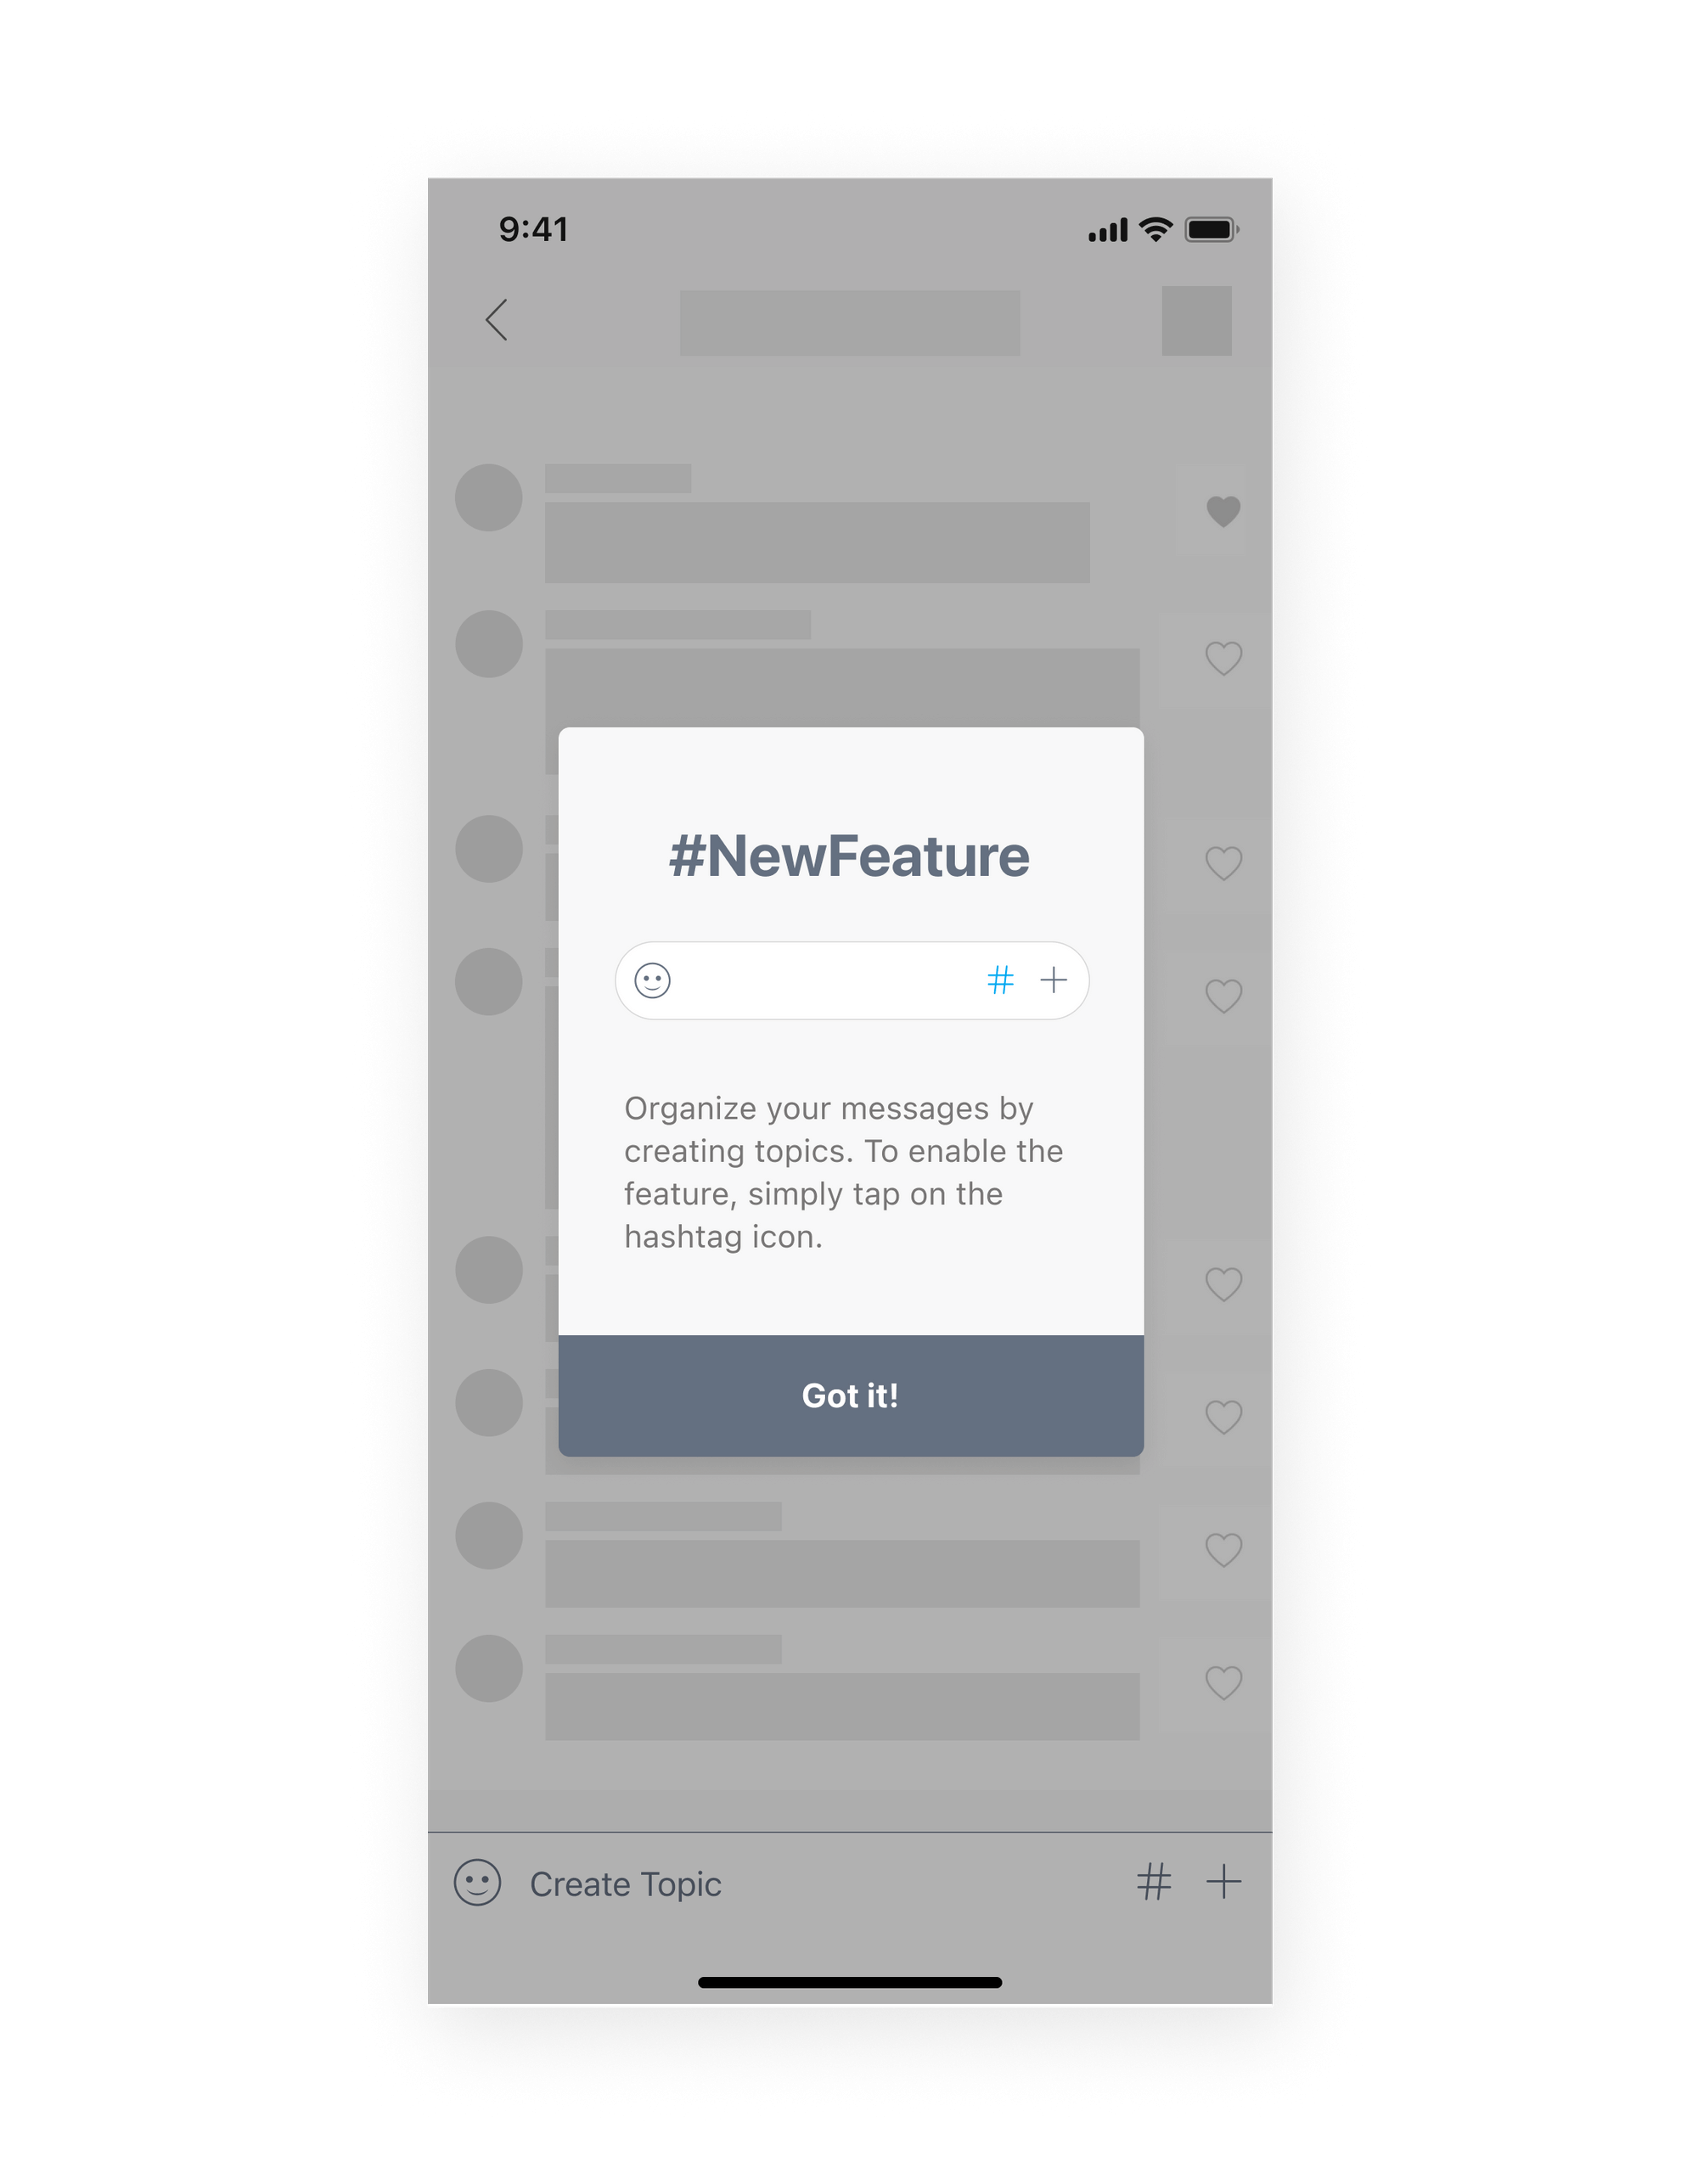 9:41
#NewFeature
#
Organize your messages by
creating topics. To enable the
feature, simply tap on the
hashtag icon.
Got it!
Create Topic #